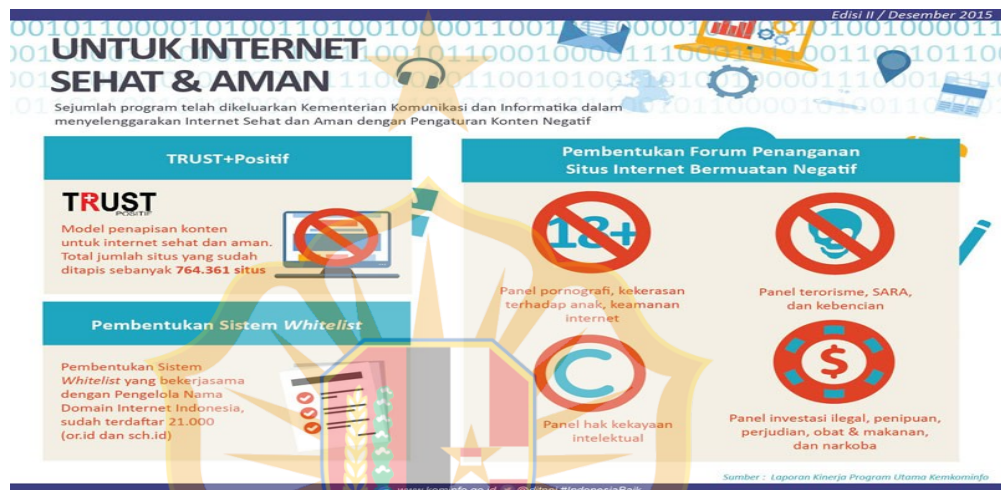 Edisi II / Desember 2015
UNTUK INTERNET
SEHAT & AMAN
Sejumlah program telah dikeluarkan Kementerian Komunikasi dan Informatika dalam
menyelenggarakan Internet Sehat dan Aman dengan Pengaturan Konten Negatif
TRUST+Positif
TRUST
POSITIF
Model penapisan konten
untuk internet sehat dan aman.
Total jumlah situs yang sudah
ditapis sebanyak 764.361 situs
Pembentukan Sistem Whitelist
Pembentukan Sistem
Whitelist yang bekerjasama
dengan Pengelola Nama
Domain Internet Indonesia,
sudah terdaftar 21.000
(or.id dan sch.id)
Pembentukan Forum Penanganan
Situs Internet Bermuatan Negatif
18+
Panel pornografi, kekerasan
terhadap anak, keamanan
internet
Panel terorisme, SARA,
dan kebencian
C
Panel hak kekayaan
intelektual
$
Panel investasi ilegal, penipuan,
perjudian, obat & makanan,
dan narkoba
Sumber : Laporan Kinerja Program Utama Kemkominfo
www.kominfo.go.id #IndonesiaBaik